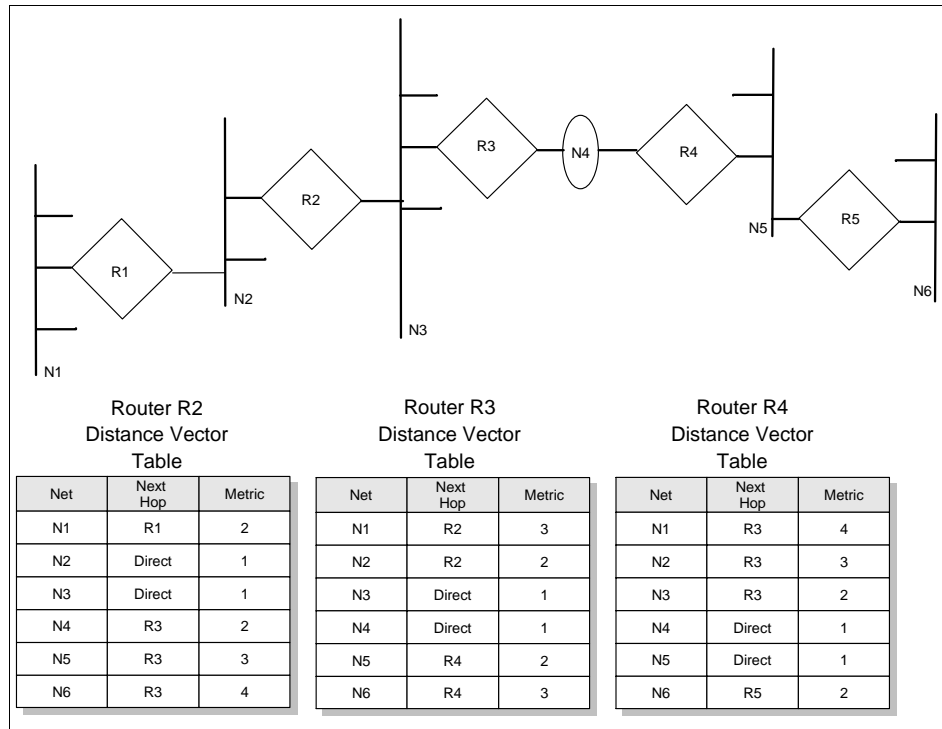 R3
N4
R4
R2
R5
R1
N5
N2
N6
N3
N1
Router R2
Distance Vector
Table
Net Next Hop Metric
N1 R1 2
N2 Direct 1
N3 Direct 1
N4 R3 2
N5 R3 3
N6 R3 4
Router R3
Distance Vector
Table
Net Next Hop Metric
N1 R2 3
N2 R2 2
N3 Direct 1
N4 Direct 1
N5 R4 2
N6 R4 3
Router R4
Distance Vector
Table
Net Next Hop Metric
N1 R3 4
N2 R3 3
N3 R3 2
N4 Direct 1
N5 Direct 1
N6 R5 2